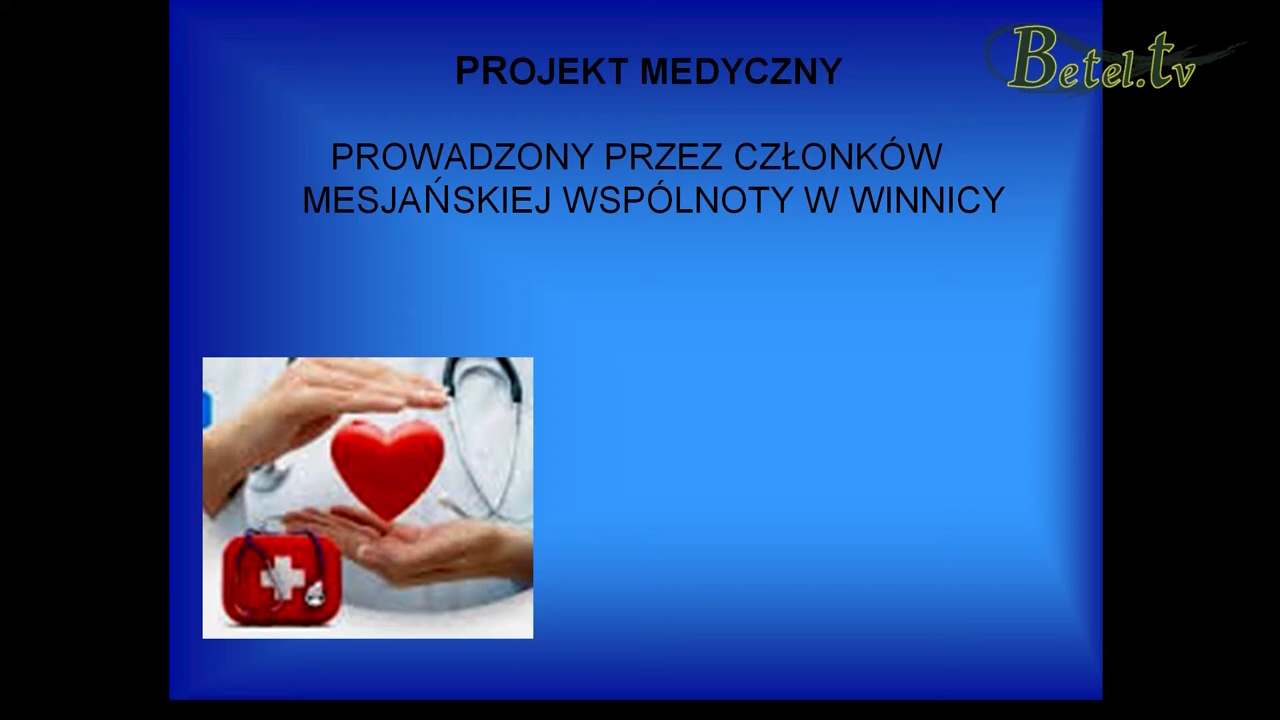 Betel.tv
PROJEKT MEDYCZNY
PROWADZONY PRZEZ CZŁONKÓW
MESJAŃSKIEJ WSPÓLNOTY W WINNICY